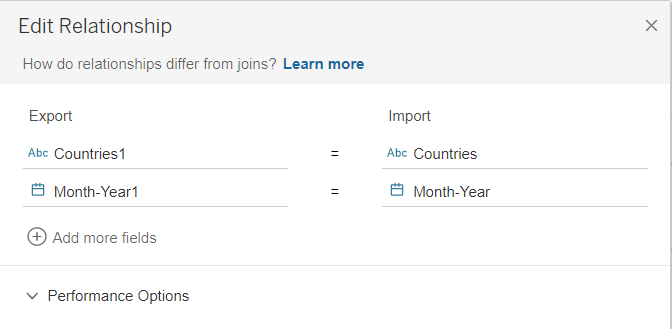 Edit Relationship
How do relationships differ from joins? Learn more
Export Import
Abc Countries1 = Abc Countries
Month-Year1 = Month-Year
Add more fields
Performance Options